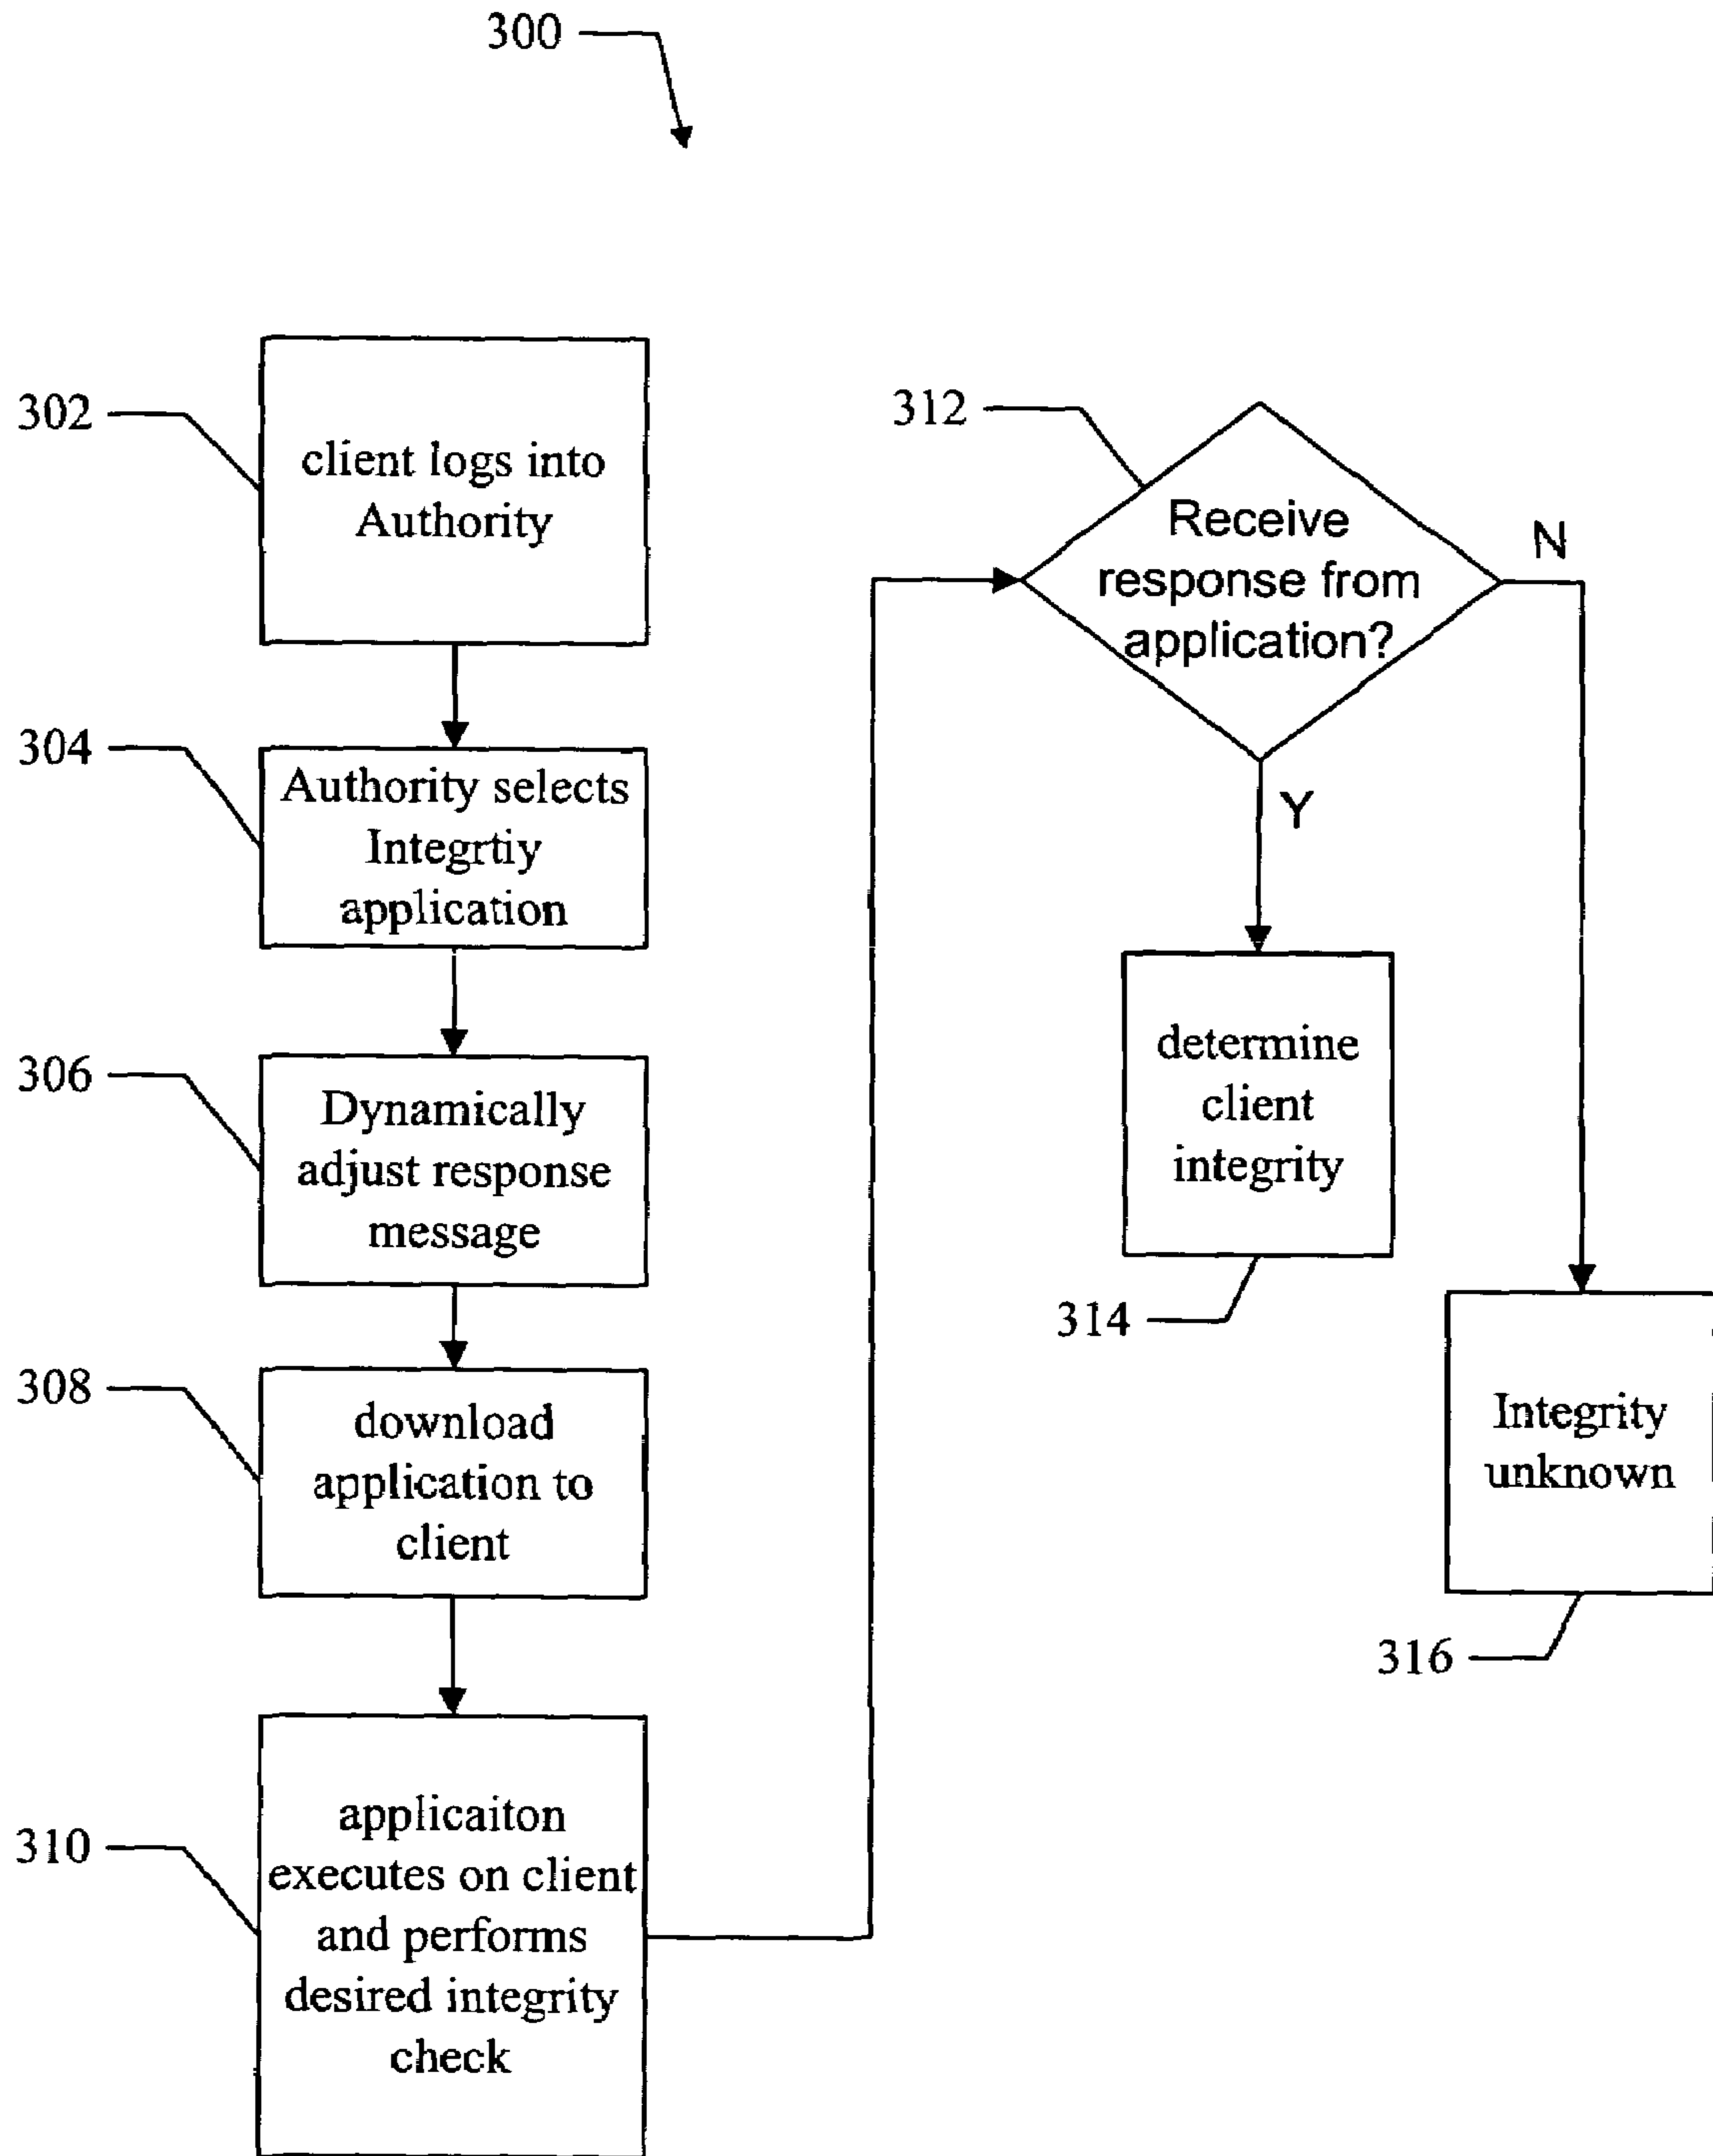 300
302
client logs into
Authority
304
Authority selects
Integrtiy
application
306
Dynamically
adjust response
message
308
download
application to
client
310
applicaiton
executes on client
and performs
desired integrity
check
312
Receive
response from
application?
N
Y
determine
client
integrity
314
Integrity
unknown
316